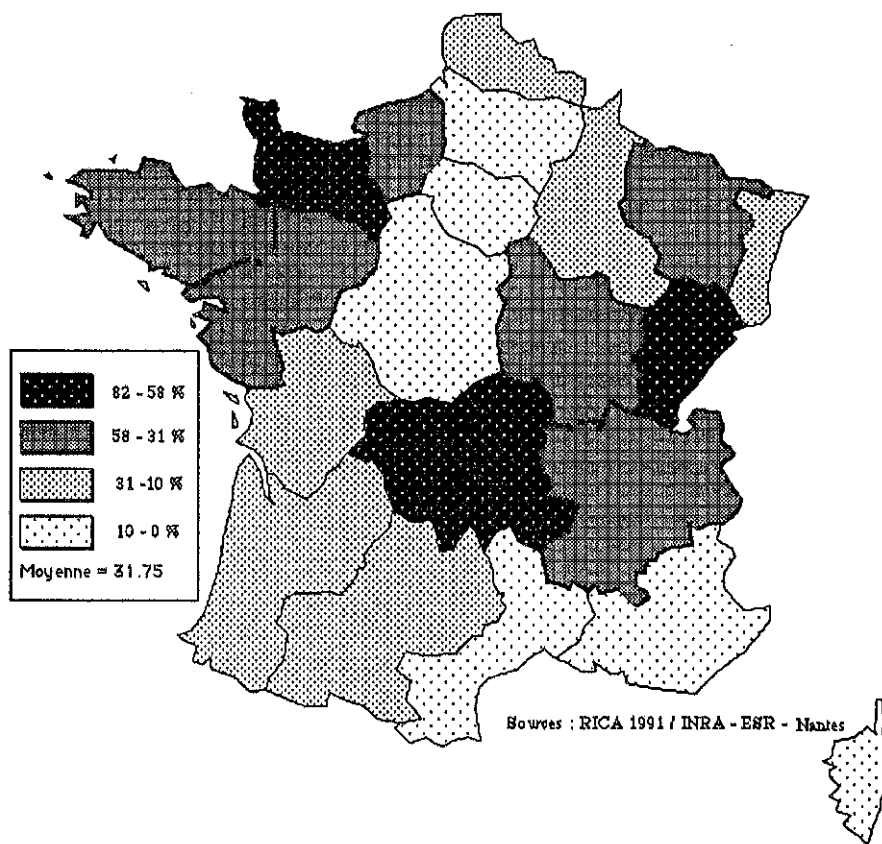 82 - 58 %
58 - 31 %
31 - 10 %
10 - 0 %
Moyenne = 31.75
Sources : RICA 1991 / INRA - ESR - Nantes